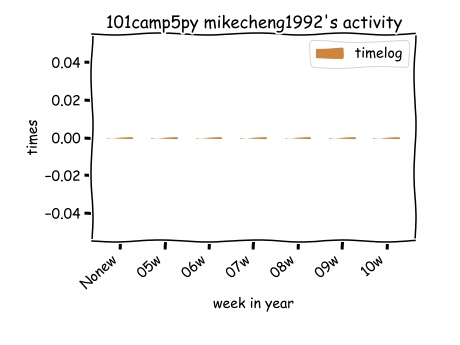 101camp5py mikecheng1992's activity
timelog
0.04
0.02
0.00
−0.02
−0.04
times
Nonew 05w 06w 07w 08w 09w 10w
week in year